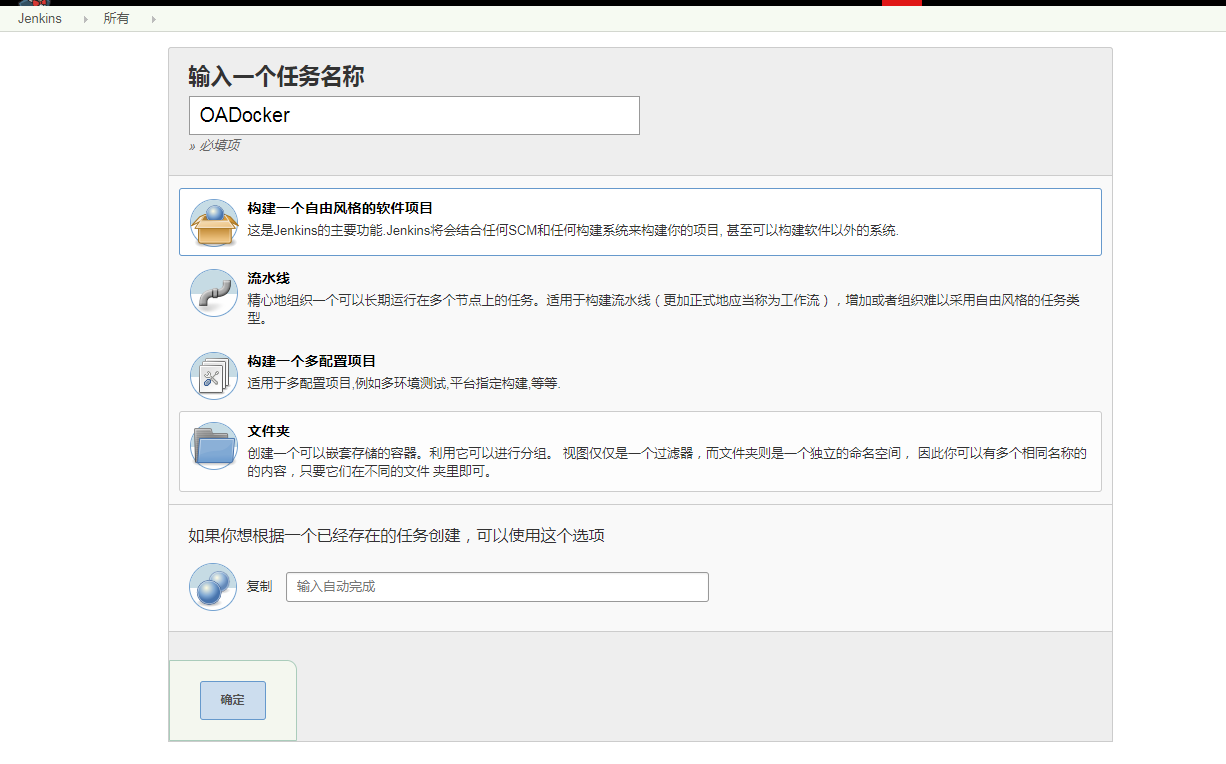 Jenkins
所有
输入一个任务名称
OADocker
» 必填项
构建一个自由风格的软件项目
这是Jenkins的主要功能.Jenkins将会结合任何SCM和任何构建系统来构建你的项目, 甚至可以构建软件以外的系统.
流水线
精心地组织一个可以长期运行在多个节点上的任务。适用于构建流水线（更加正式地应当称为工作流），增加或者组织难以采用自由风格的任务类
型。
构建一个多配置项目
适用于多配置项目,例如多环境测试,平台指定构建,等等.
文件夹
创建一个可以嵌套存储的容器。利用它可以进行分组。 视图仅仅是一个过滤器，而文件夹则是一个独立的命名空间， 因此你可以有多个相同名称的
的内容，只要它们在不同的文件 夹里即可。
如果你想根据一个已经存在的任务创建，可以使用这个选项
复制
输入自动完成
确定